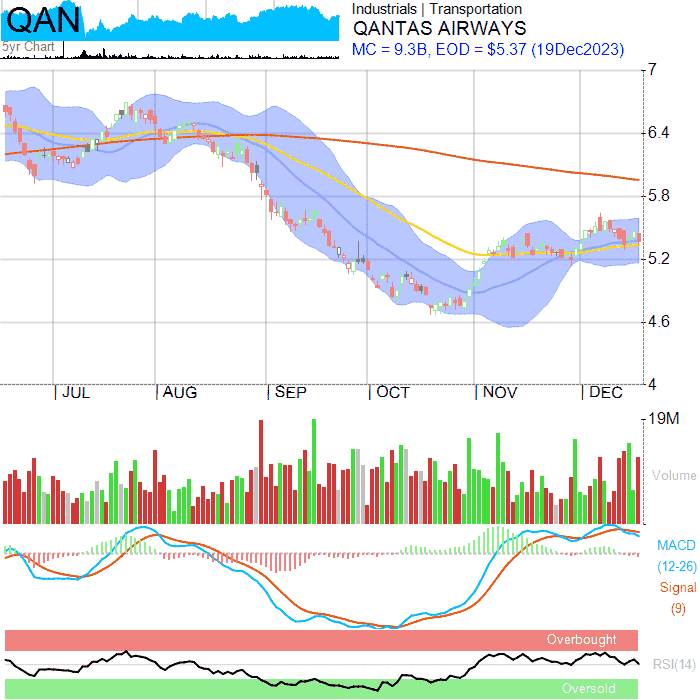 QAN
5yr Chart
Industrials | Transportation
QANTAS AIRWAYS
MC = 9.3B, EOD = $5.37 (19Dec2023)
7
6.4
5.8
5.2
4.6
4
JUL AUG SEP OCT NOV DEC
19M
Volume
MACD
(12-26)
Signal
(9)
Overbought
RSI(14)
Oversold